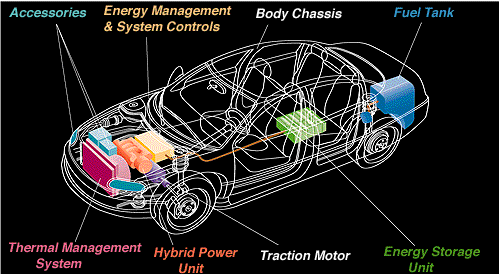 Accessories
Energy Management
& System Controls
Body Chassis
Fuel Tank
Thermal Management
System
Hybrid Power
Unit
Traction Motor
Energy Storage
Unit